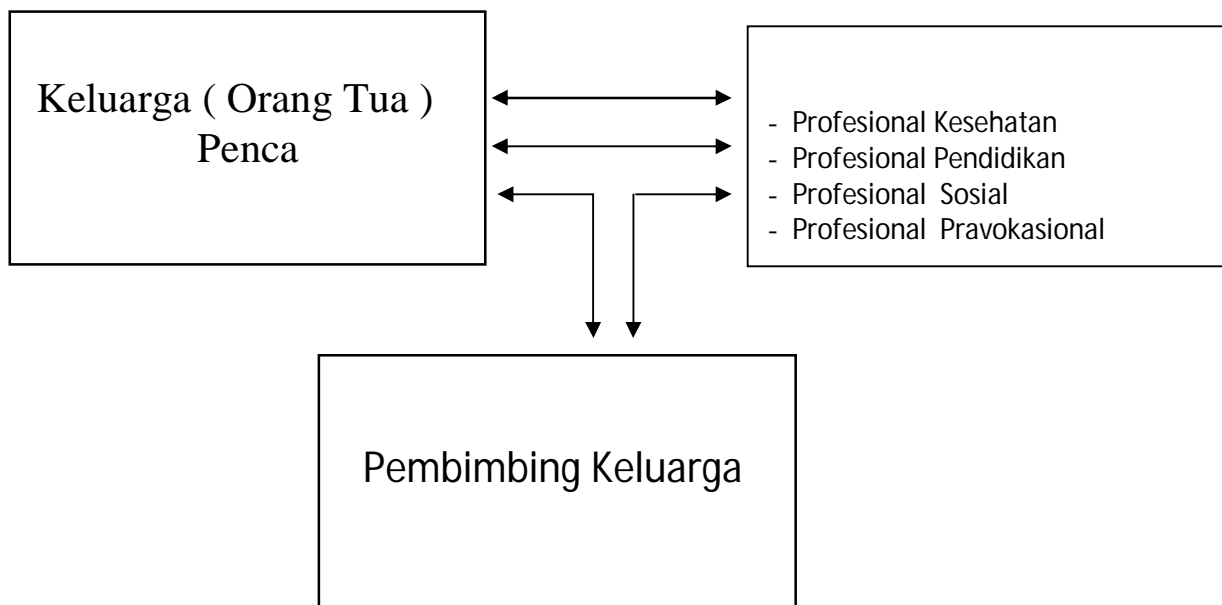 Keluarga ( Orang Tua )
Penca
- Profesional Kesehatan
- Profesional Pendidikan
- Profesional Sosial
- Profesional Pravokasional
Pembimbing Keluarga